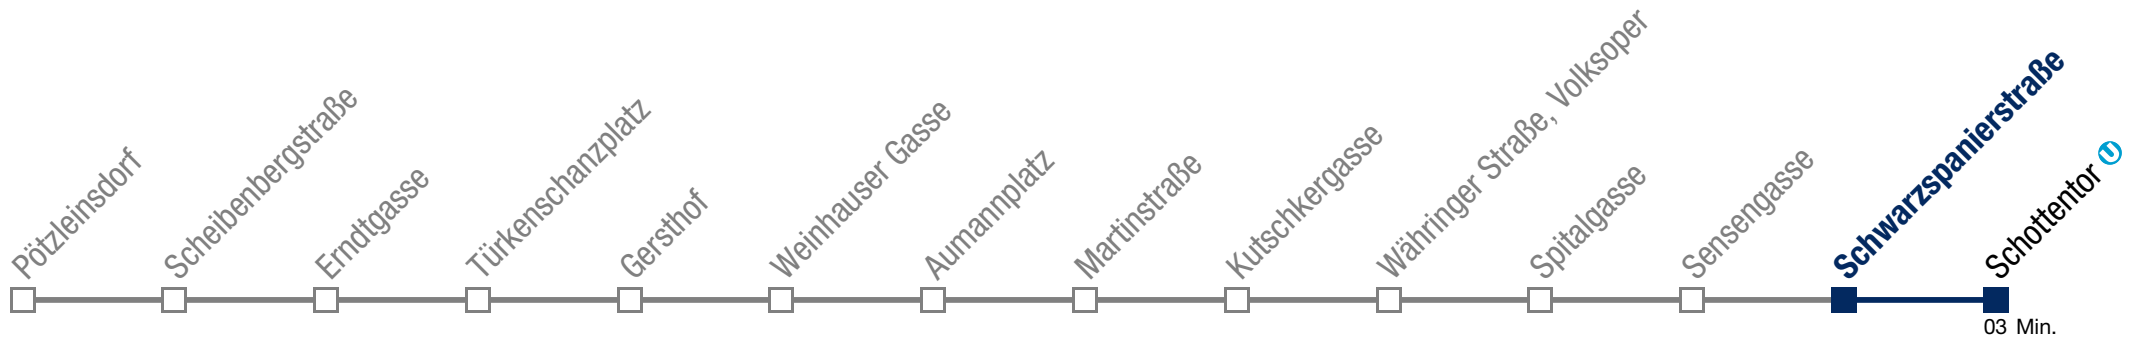 Pötzleinsdorf
Scheibenbergstraße
Erndtgasse
Türkenschanzplatz
Gersthof
Weinhauser Gasse
Aumannplatz
Martinstraße
Kutschkergasse
Währinger Straße, Volksoper
Spitalgasse
Sensengasse
Schwarzspanierstraße
Schottentor U
03 Min.